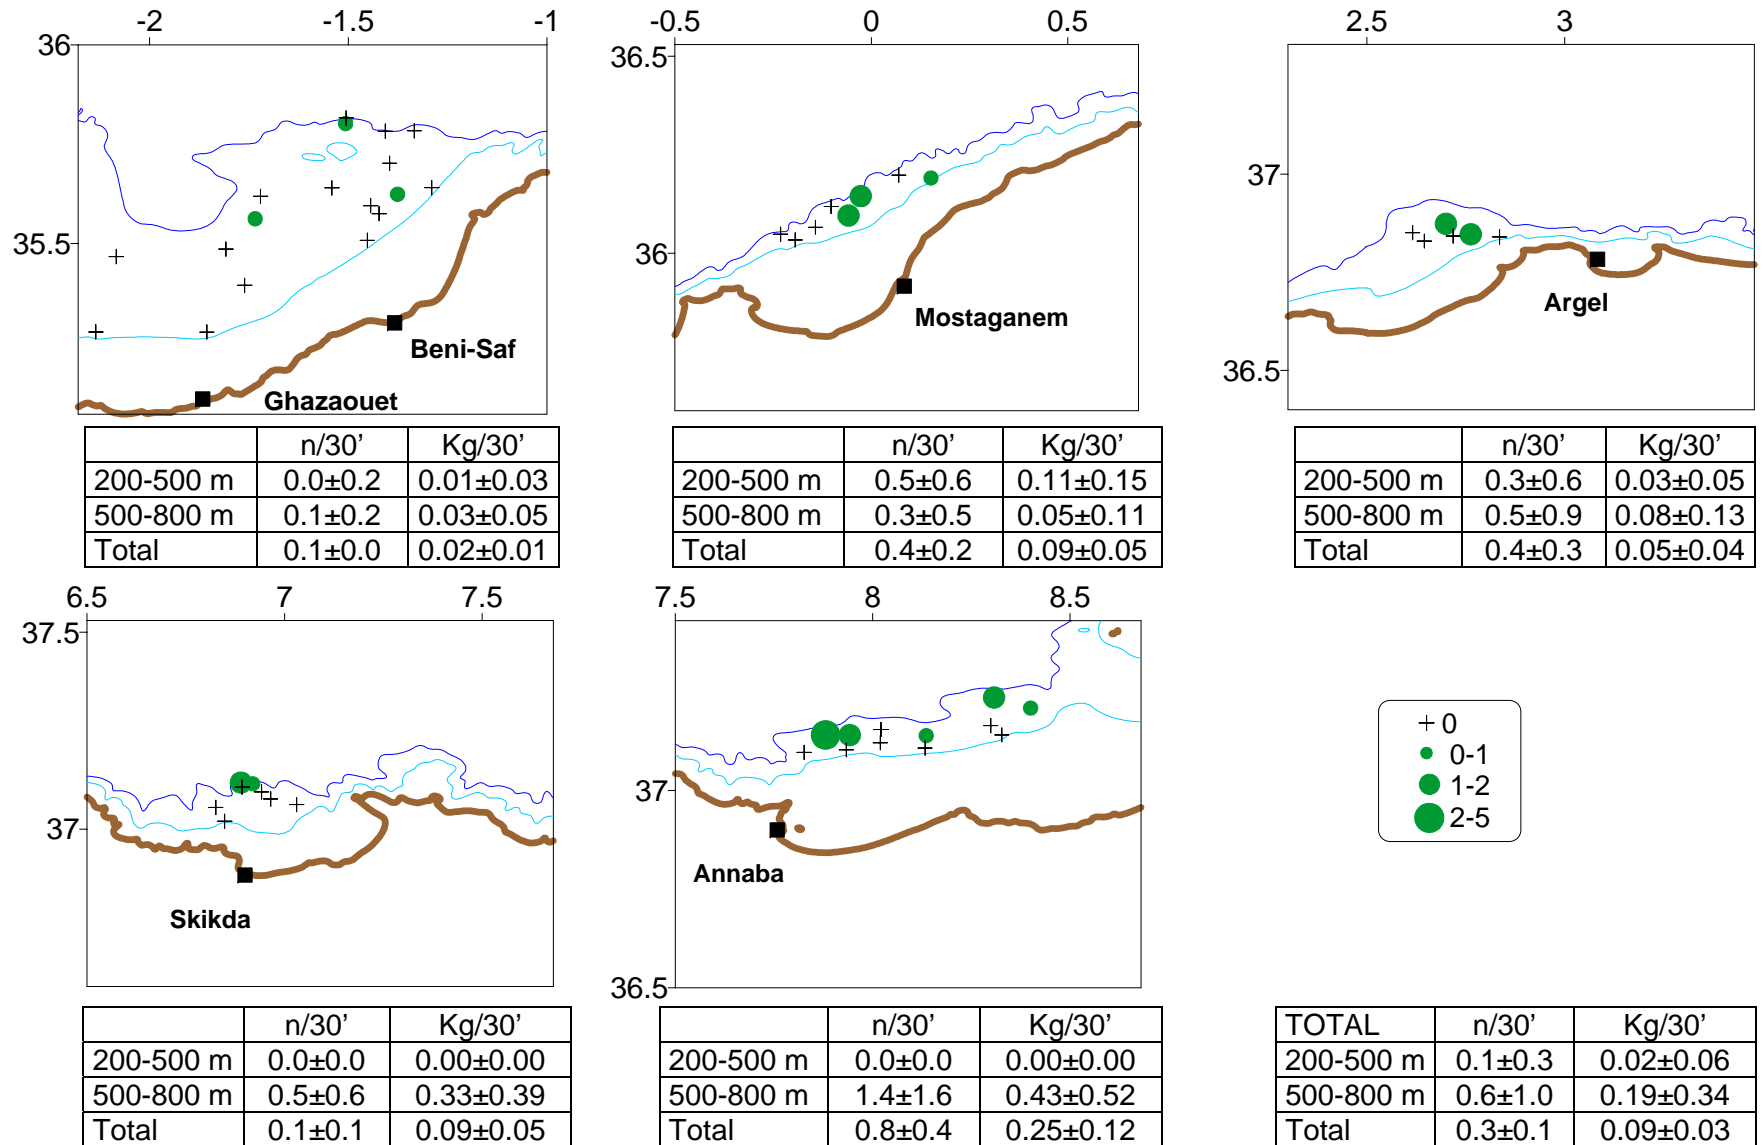 -2 -1.5 -1
36
35.5
Beni-Saf
Ghazaouet
n/30’ Kg/30’
200-500 m 0.0±0.2 0.01±0.03
500-800 m 0.1±0.2 0.03±0.05
Total 0.1±0.0 0.02±0.01
-0.5 0 0.5
36.5
36
Mostaganem
n/30’ Kg/30’
200-500 m 0.5±0.6 0.11±0.15
500-800 m 0.3±0.5 0.05±0.11
Total 0.4±0.2 0.09±0.05
2.5 3
37
36.5
Argel
n/30’ Kg/30’
200-500 m 0.3±0.6 0.03±0.05
500-800 m 0.5±0.9 0.08±0.13
Total 0.4±0.3 0.05±0.04
6.5 7 7.5
37.5
37
Skikda
n/30’ Kg/30’
200-500 m 0.0±0.0 0.00±0.00
500-800 m 0.5±0.6 0.33±0.39
Total 0.1±0.1 0.09±0.05
7.5 8 8.5
37
36.5
Annaba
n/30’ Kg/30’
200-500 m 0.0±0.0 0.00±0.00
500-800 m 1.4±1.6 0.43±0.52
Total 0.8±0.4 0.25±0.12
0
0-1
1-2
2-5
TOTAL n/30’ Kg/30’
200-500 m 0.1±0.3 0.02±0.06
500-800 m 0.6±1.0 0.19±0.34
Total 0.3±0.1 0.09±0.03